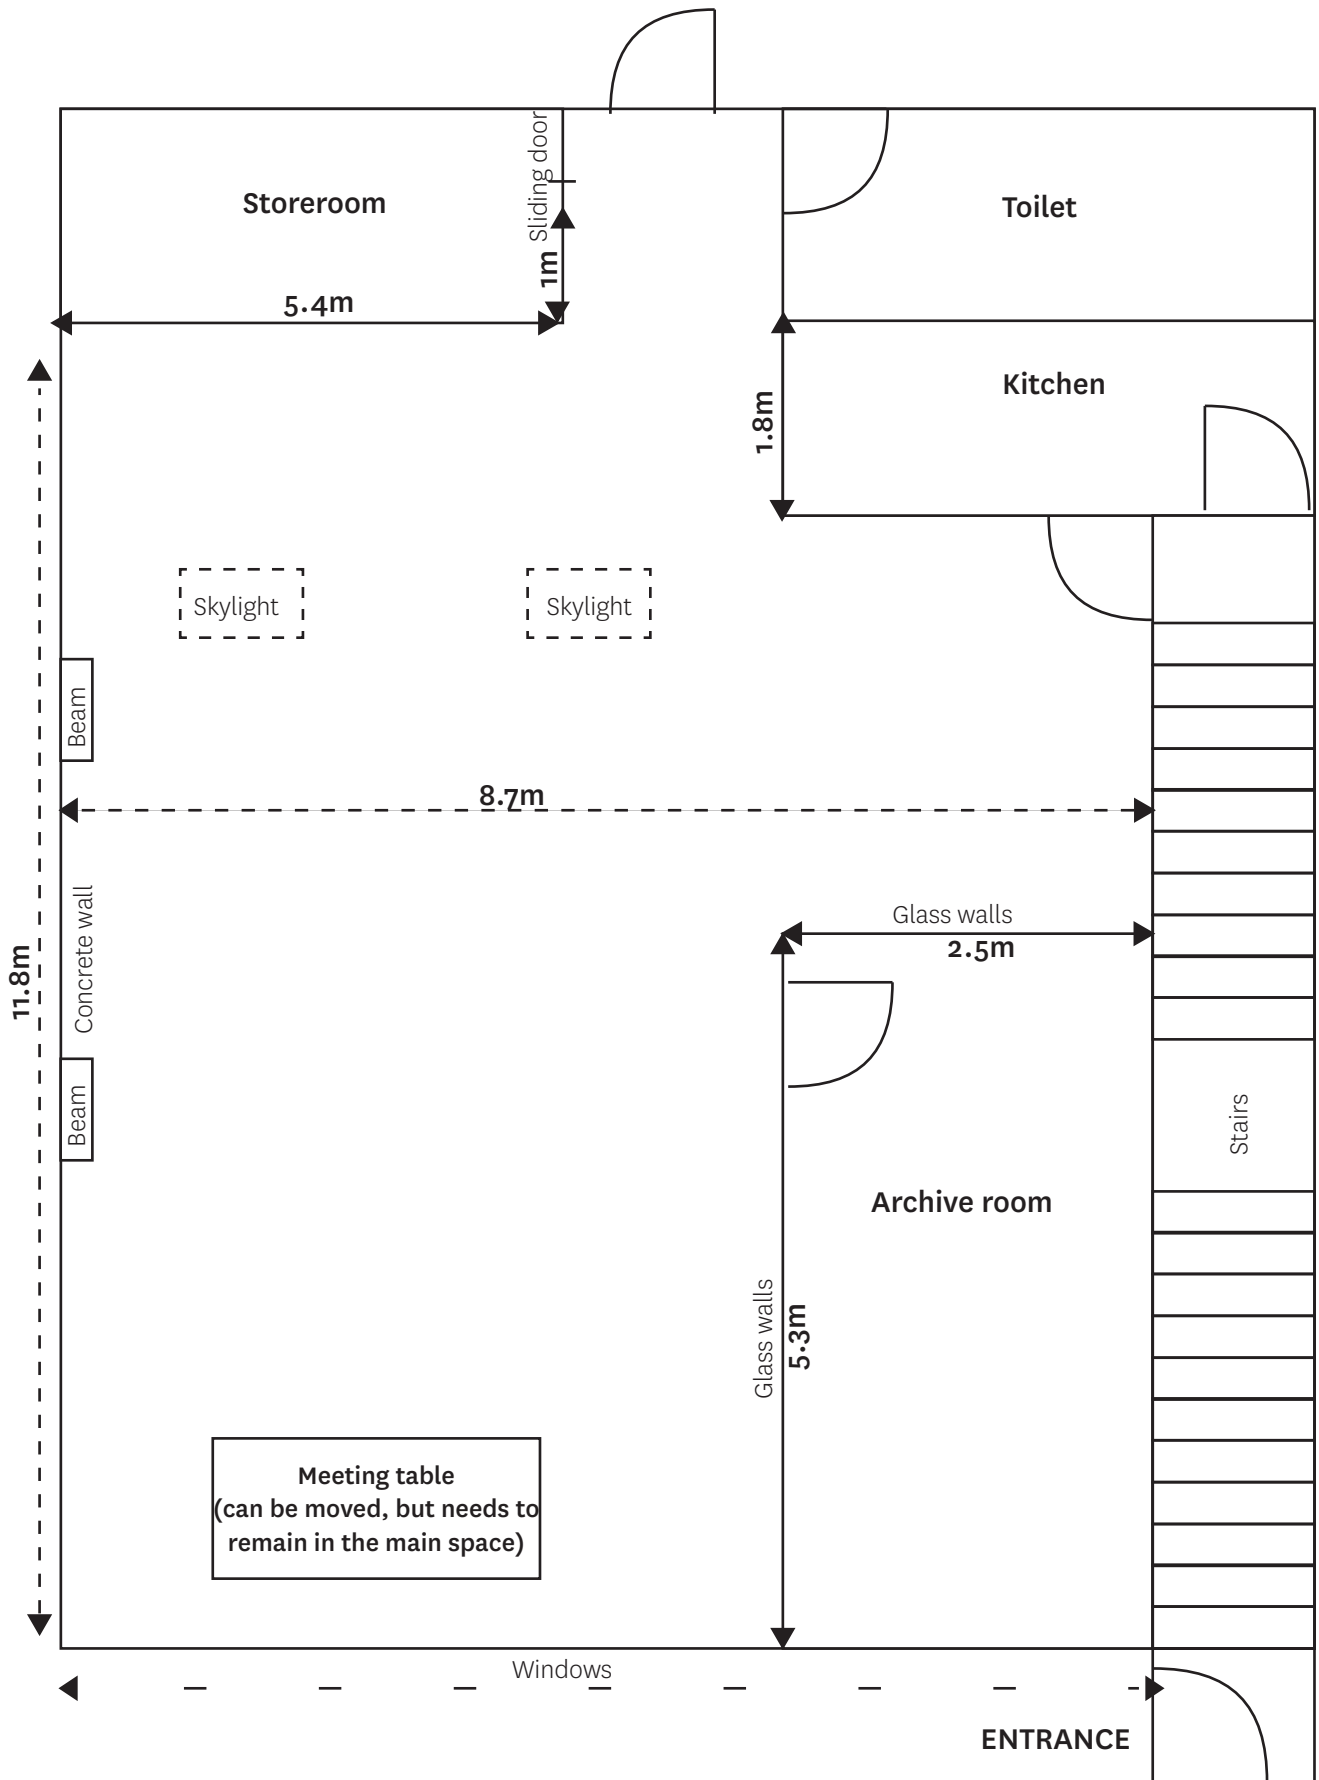 Sliding door
Storeroom
Toilet
1m
5.4m
Kitchen
1.8m
Skylight
Skylight
Beam
8.7m
Concrete wall
11.8m
Glass walls
2.5m
Beam
Stairs
Archive room
Glass walls
5.3m
Meeting table
(can be moved, but needs to
remain in the main space)
Windows
ENTRANCE